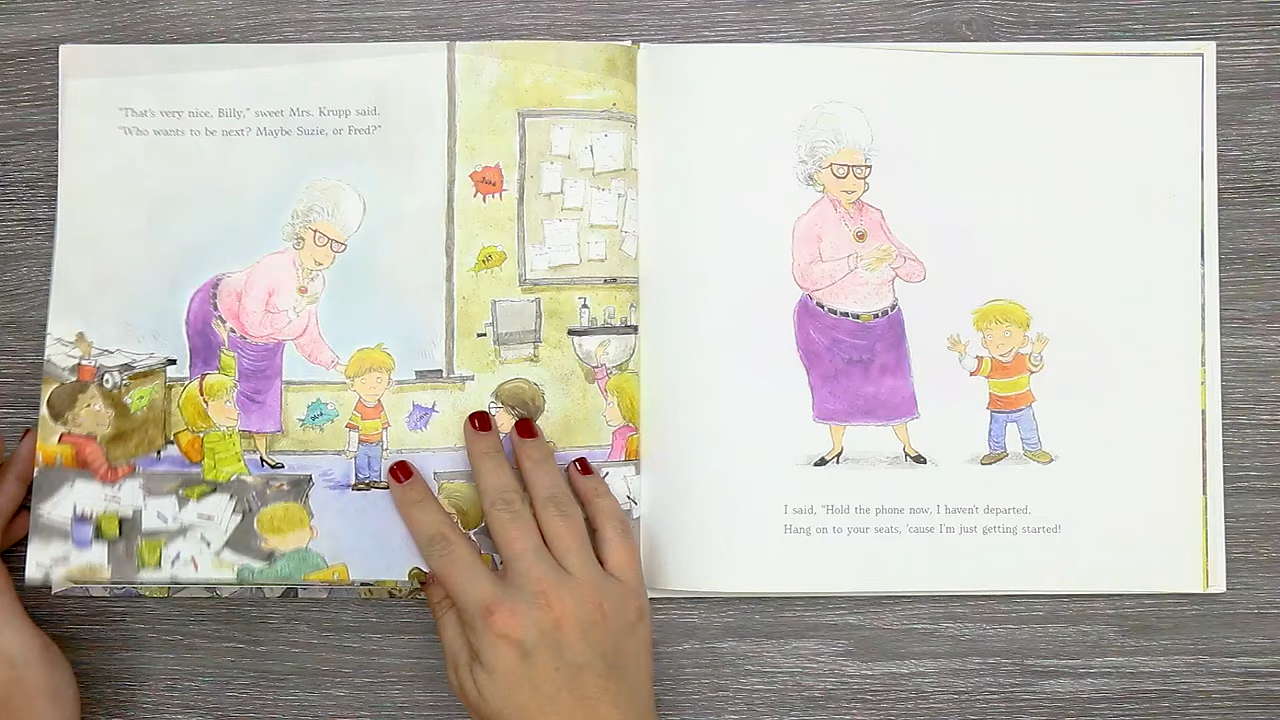 "That's very nice, Billy," sweet Mrs. Krupp said.
"Who wants to be next? Maybe Suzie, or Fred?"
PAT
I said, "Hold the phone now, I haven't departed.
Hang on to your seats, 'cause I'm just getting started!